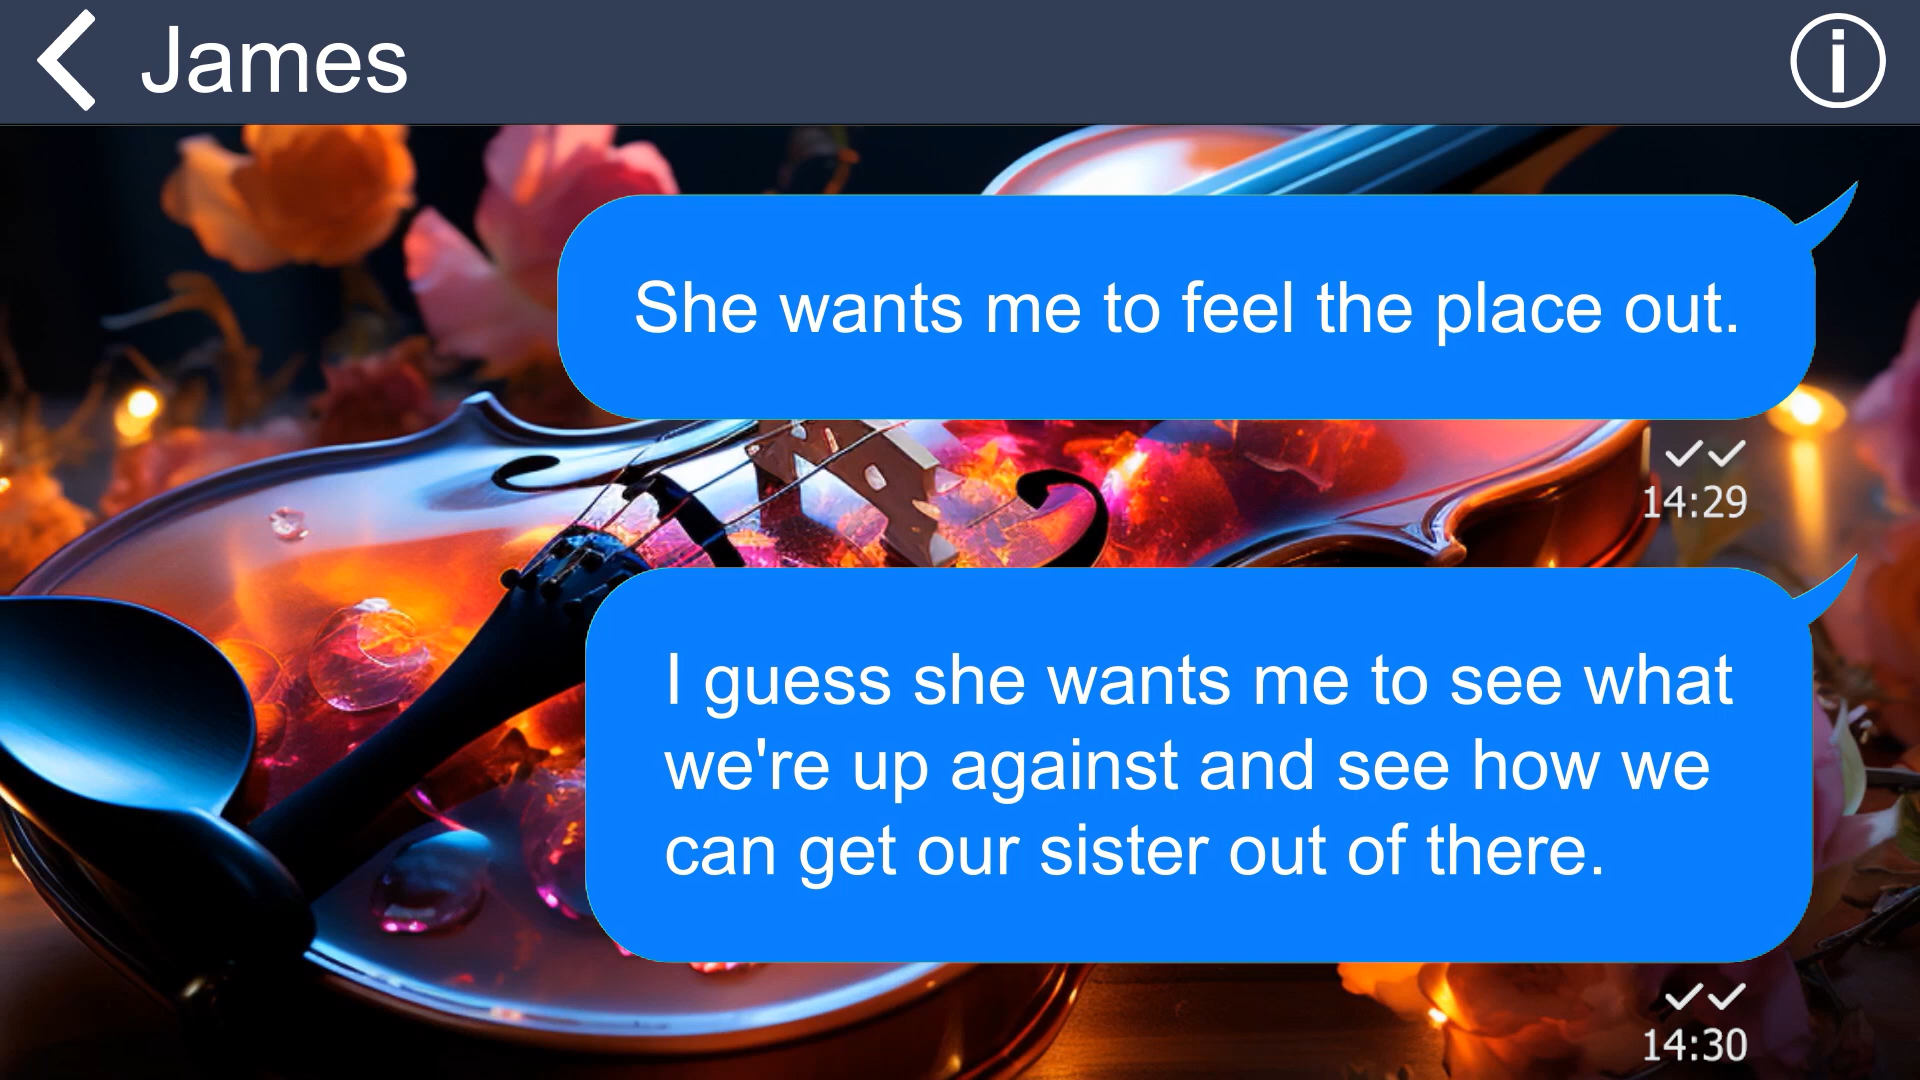 James
She wants me to feel the place out.
14:29
I guess she wants me to see what
we're up against and see how we
can get our sister out of there.
14:30